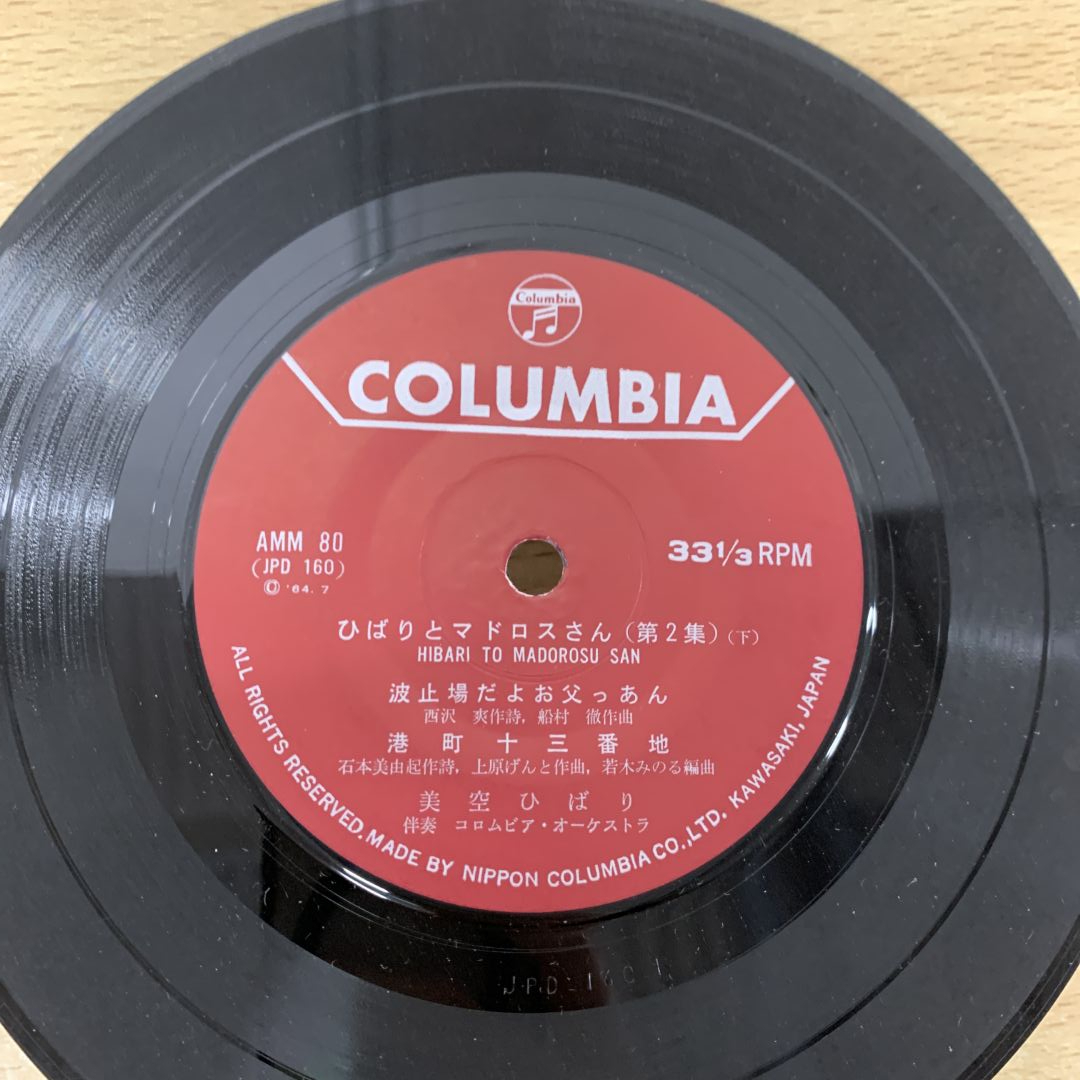 Columbia
COLUMBIA
AMM 80
(JPD 160)
Ⓒ '64.7
33 1/3 RPM
ひばりとマドロスさん（第2集）（下）
HIBARI TO MADOROSU SAN
波止場だよお父っあん
西沢 爽作詩, 船村 徹作曲
港町十三番地
石本美由起作詩, 上原げんと作曲, 若木みのる編曲
美空ひばり
伴奏 コロムビア・オーケストラ
ALL RIGHTS RESERVED. MADE BY NIPPON COLUMBIA CO., LTD. KAWASAKI, JAPAN